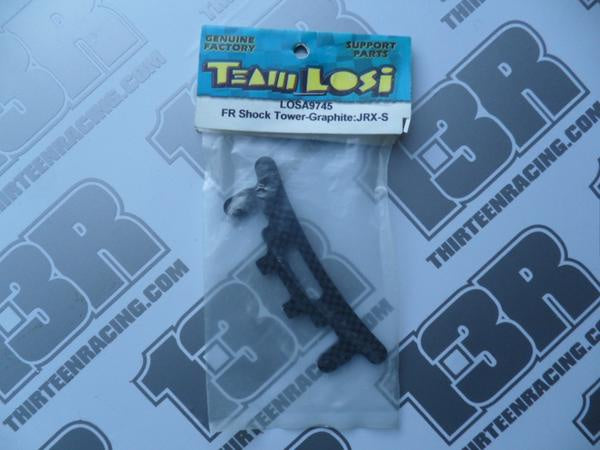 GENUINE
FACTORY
SUPPORT
PARTS
TEAM LOSI
LOSA9745
FR Shock Tower-Graphite:JRX-S
13R
THIRTEENRACING.COM
13R
THIRTEENRACING.COM
13R
THIRTEENRACING.COM
13R
THIRTEENRACING.COM